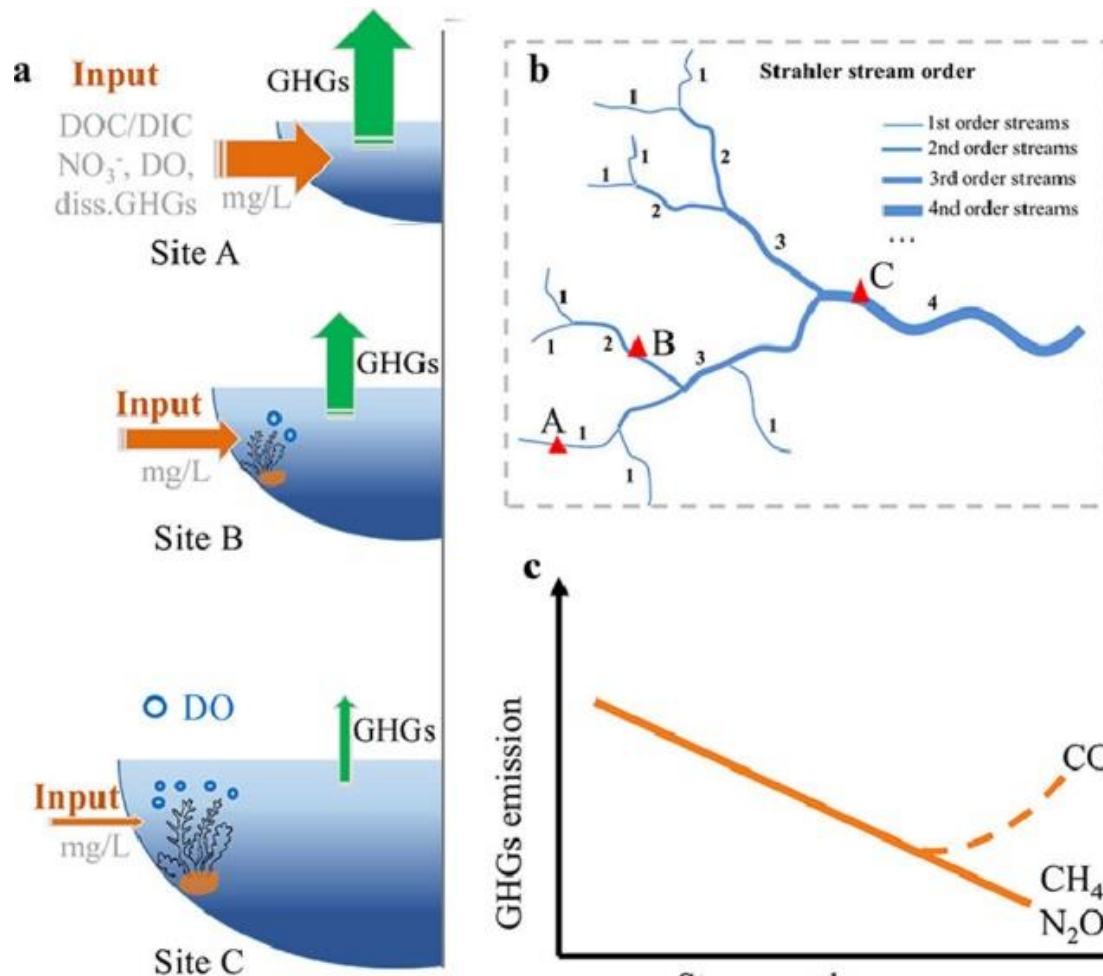 a
Input
DOC/DIC
NO₃⁻, DO,
diss.GHGs
mg/L
GHGs
Site A
Input
mg/L
GHGs
Site B
DO
Input
mg/L
GHGs
Site C
b
Strahler stream order
1st order streams
2nd order streams
3rd order streams
4nd order streams
...
1
1
1
2
1
2
3
C
4
1
1
2
B
3
A
1
1
1
c
GHGs emission
CH₄
N₂O